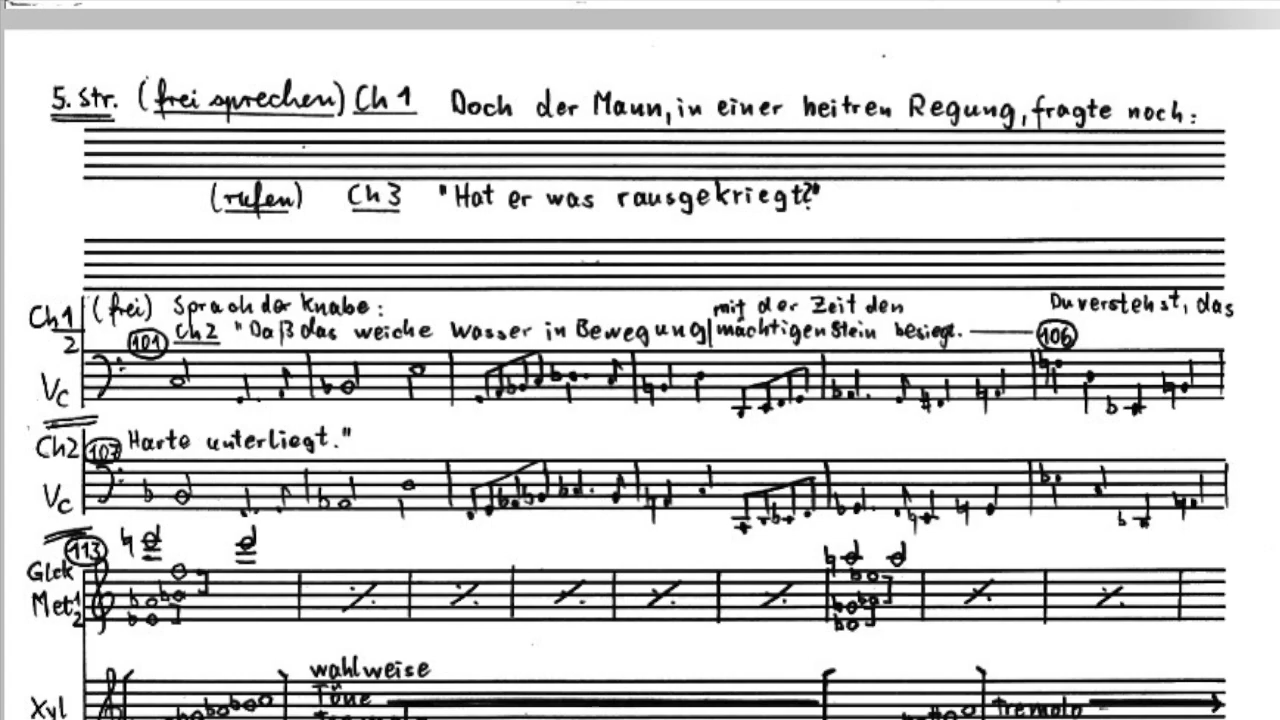 5. Str. (frei sprechen) Ch 1 Doch der Mann, in einer heitren Regung, fragte noch:
(rufen) Ch 3 "Hat er was rausgekriegt?"
Ch 1 (frei) Sprach der Knabe: mit der Zeit den Du verstehst, das
2 Ch 2 "Daß das weiche Wasser in Bewegung mächtigen Stein besiegt.
101 106
Vc
Ch2 107 Harte unterliegt."
Vc
113
Glck
Met. 1
2
wahlweise
Töne
Xyl Tremolo